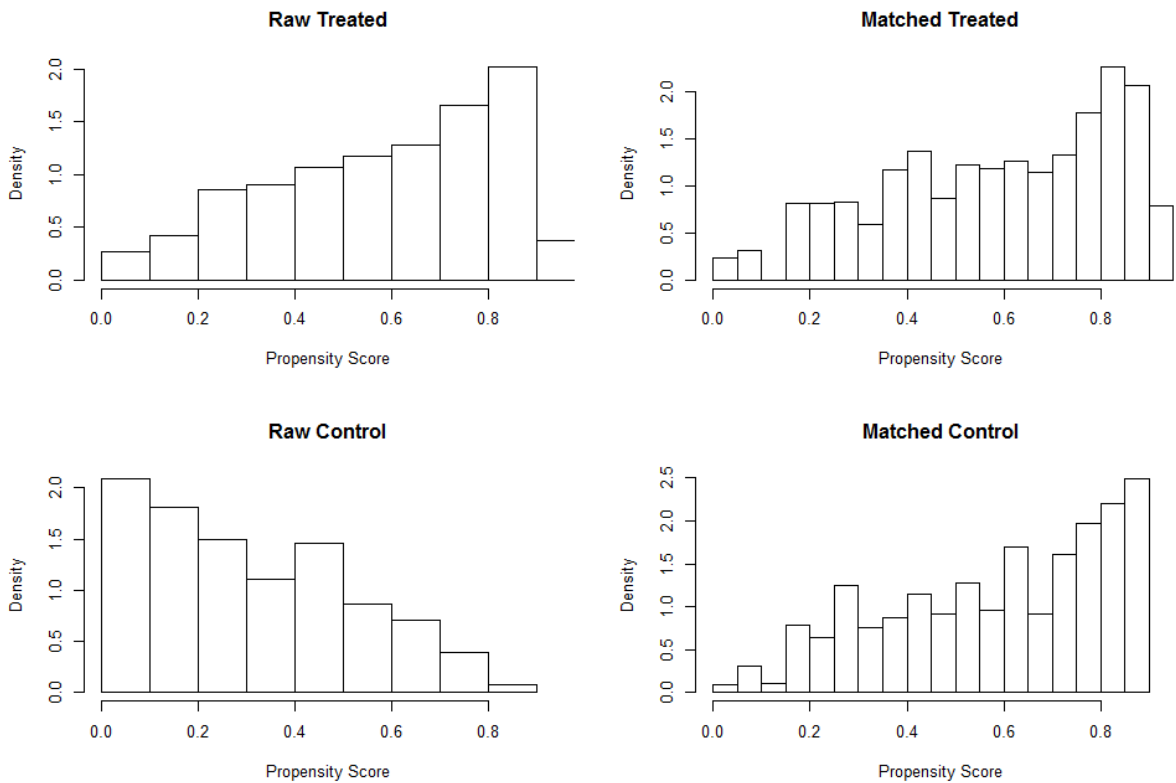 Raw Treated
Density
0.0 0.5 1.0 1.5 2.0
0.0 0.2 0.4 0.6 0.8
Propensity Score
Matched Treated
Density
0.0 0.5 1.0 1.5 2.0
0.0 0.2 0.4 0.6 0.8
Propensity Score
Raw Control
Density
0.0 0.5 1.0 1.5 2.0
0.0 0.2 0.4 0.6 0.8
Propensity Score
Matched Control
Density
0.0 0.5 1.0 1.5 2.0 2.5
0.0 0.2 0.4 0.6 0.8
Propensity Score